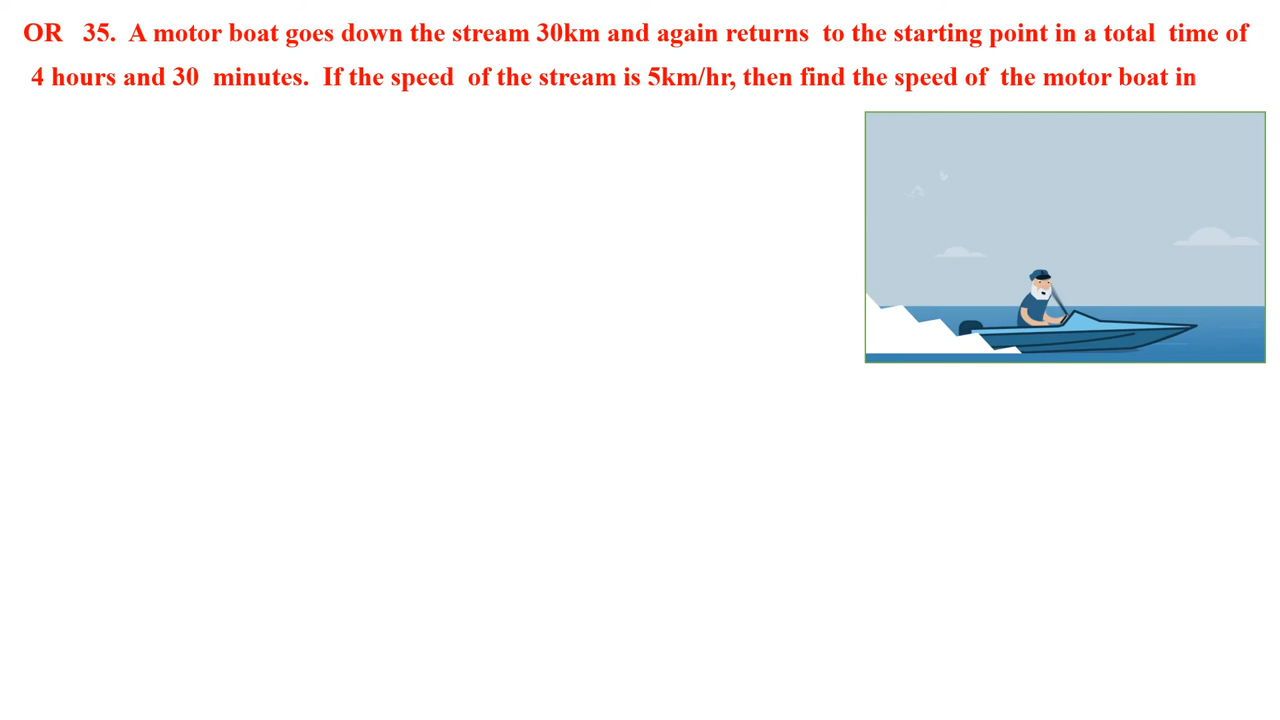 OR 35. A motor boat goes down the stream 30km and again returns to the starting point in a total time of
4 hours and 30 minutes. If the speed of the stream is 5km/hr, then find the speed of the motor boat in